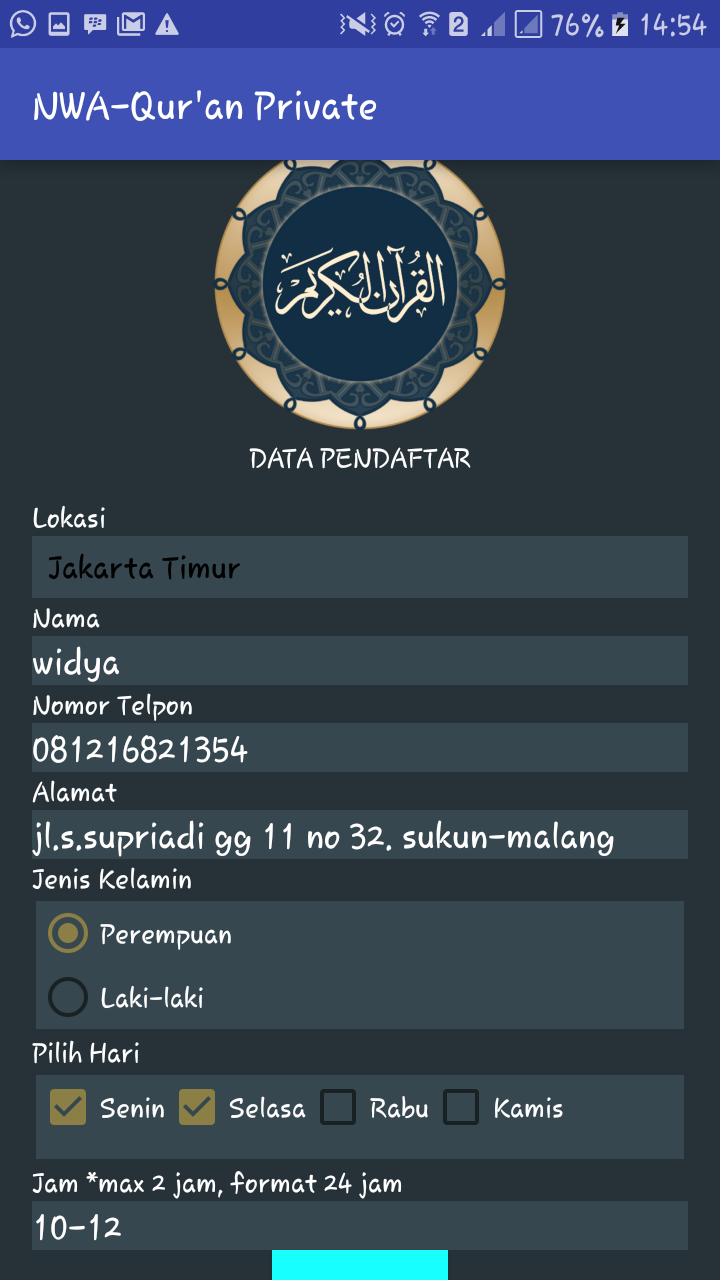 2 76% 14:54
NWA-Qur'an Private
القرآن الكريم
DATA PENDAFTAR
Lokasi
Jakarta Timur
Nama
widya
Nomor Telpon
081216821354
Alamat
jl.s.supriadi gg 11 no 32. sukun-malang
Jenis Kelamin
Perempuan
Laki-laki
Pilih Hari
Senin Selasa Rabu Kamis
Jam *max 2 jam, format 24 jam
10-12